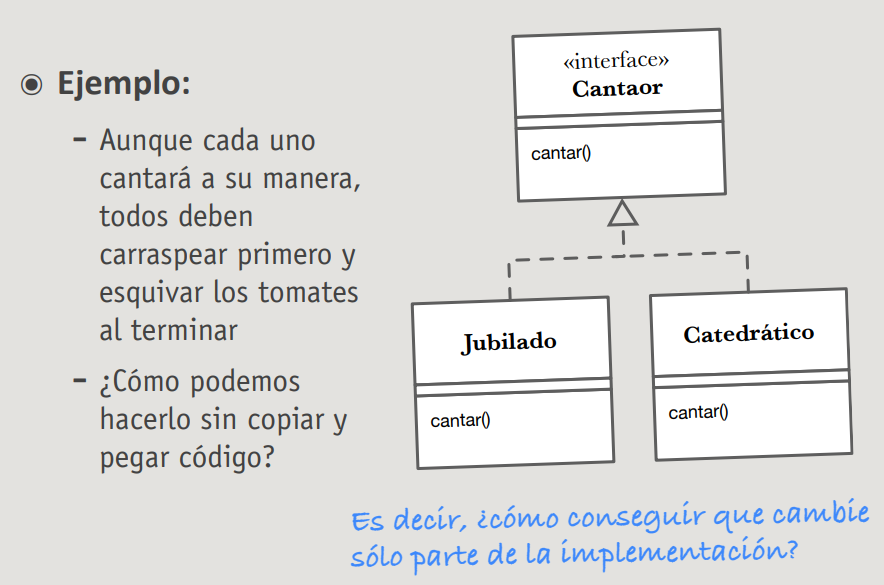 ◉ Ejemplo:
- Aunque cada uno
cantará a su manera,
todos deben
carraspear primero y
esquivar los tomates
al terminar
- ¿Cómo podemos
hacerlo sin copiar y
pegar código?
«interface»
Cantaor
cantar()
Jubilado
cantar()
Catedrático
cantar()
Es decir, ¿cómo conseguir que cambie
sólo parte de la implementación?